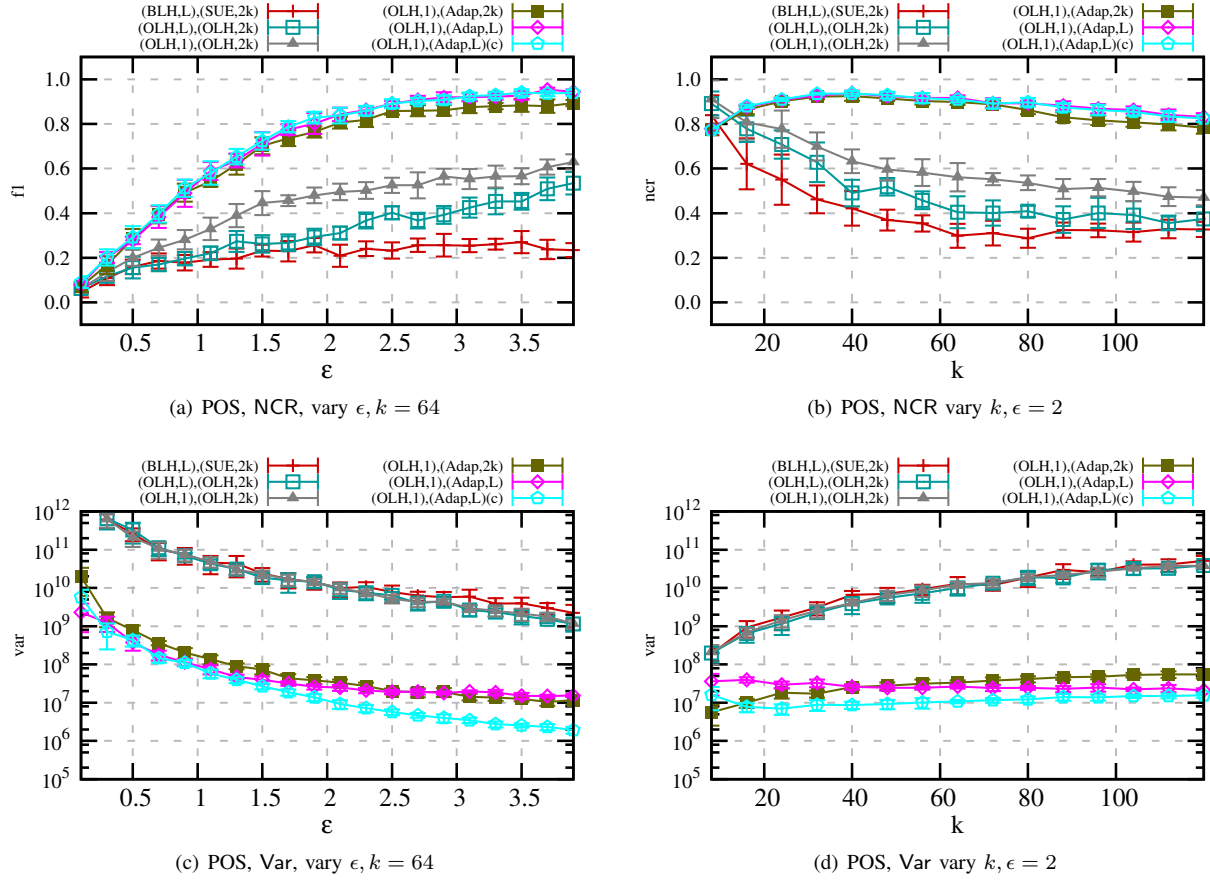 (BLH,L),(SUE,2k) (OLH,1),(Adap,2k)
(OLH,L),(OLH,2k) (OLH,1),(Adap,L)
(OLH,1),(OLH,2k) (OLH,1),(Adap,L)(c)
1.0
0.8
0.6
0.4
0.2
0.0
f1
0.5 1 1.5 2 2.5 3 3.5
ε
(a) POS, NCR, vary ϵ, k = 64
(BLH,L),(SUE,2k) (OLH,1),(Adap,2k)
(OLH,L),(OLH,2k) (OLH,1),(Adap,L)
(OLH,1),(OLH,2k) (OLH,1),(Adap,L)(c)
1.0
0.8
0.6
0.4
0.2
0.0
ncr
20 40 60 80 100
k
(b) POS, NCR vary k, ϵ = 2
(BLH,L),(SUE,2k) (OLH,1),(Adap,2k)
(OLH,L),(OLH,2k) (OLH,1),(Adap,L)
(OLH,1),(OLH,2k) (OLH,1),(Adap,L)(c)
10^12
10^11
10^10
10^9
10^8
10^7
10^6
10^5
var
0.5 1 1.5 2 2.5 3 3.5
ε
(c) POS, Var, vary ϵ, k = 64
(BLH,L),(SUE,2k) (OLH,1),(Adap,2k)
(OLH,L),(OLH,2k) (OLH,1),(Adap,L)
(OLH,1),(OLH,2k) (OLH,1),(Adap,L)(c)
10^12
10^11
10^10
10^9
10^8
10^7
10^6
10^5
var
20 40 60 80 100
k
(d) POS, Var vary k, ϵ = 2